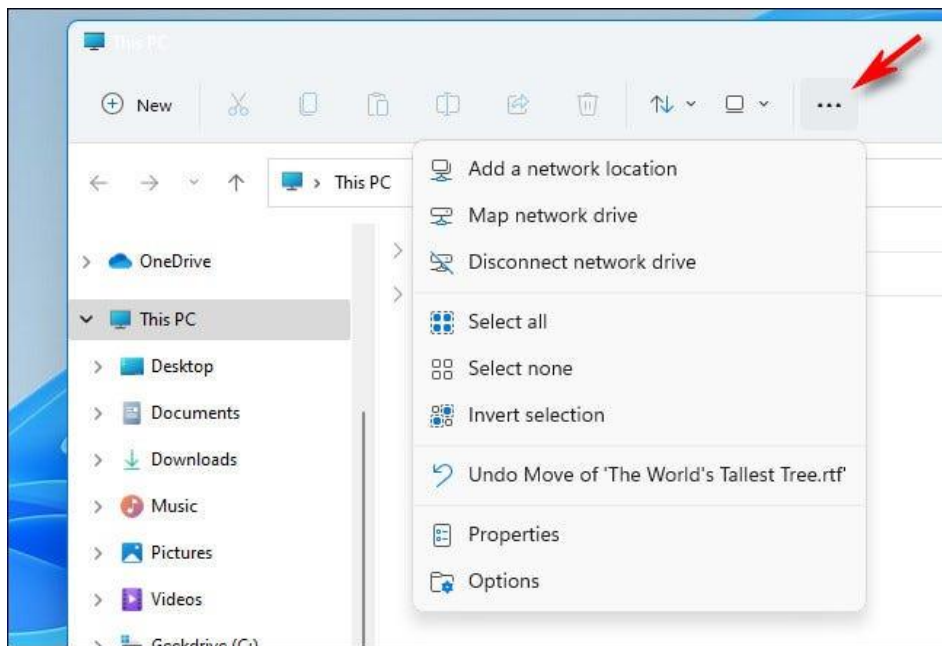 This PC
New
This PC
Add a network location
Map network drive
Disconnect network drive
Select all
Select none
Invert selection
Undo Move of 'The World's Tallest Tree.rtf'
Properties
Options
OneDrive
This PC
Desktop
Documents
Downloads
Music
Pictures
Videos
Geekdrive (C:)